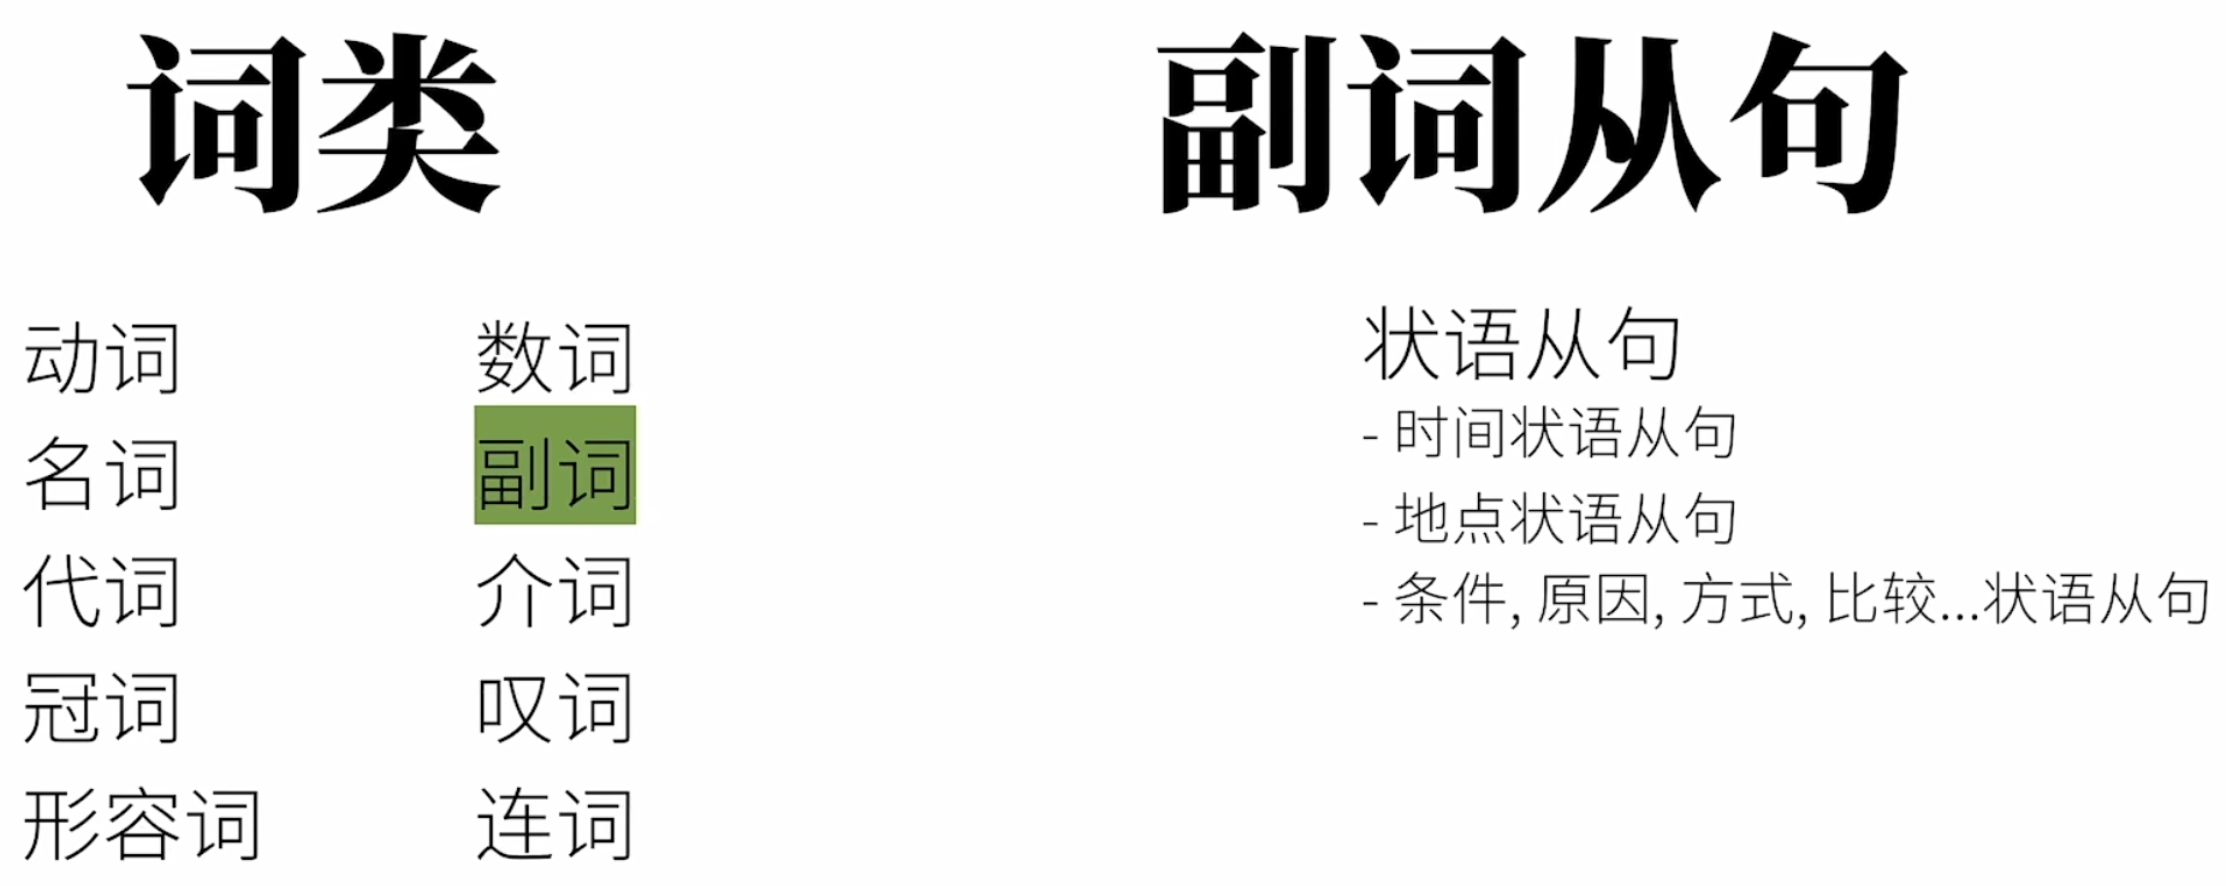 词类
动词
名词
代词
冠词
形容词
数词
副词
介词
叹词
连词
副词从句
状语从句
- 时间状语从句
- 地点状语从句
- 条件, 原因, 方式, 比较...状语从句